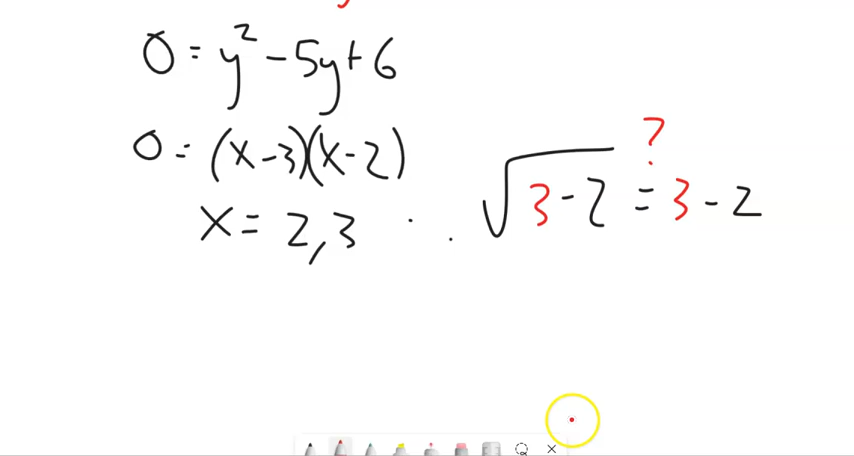 0 = y² - 5y + 6
0 = (x - 3)(x - 2)
x = 2, 3
?
√(3 - 2) = 3 - 2